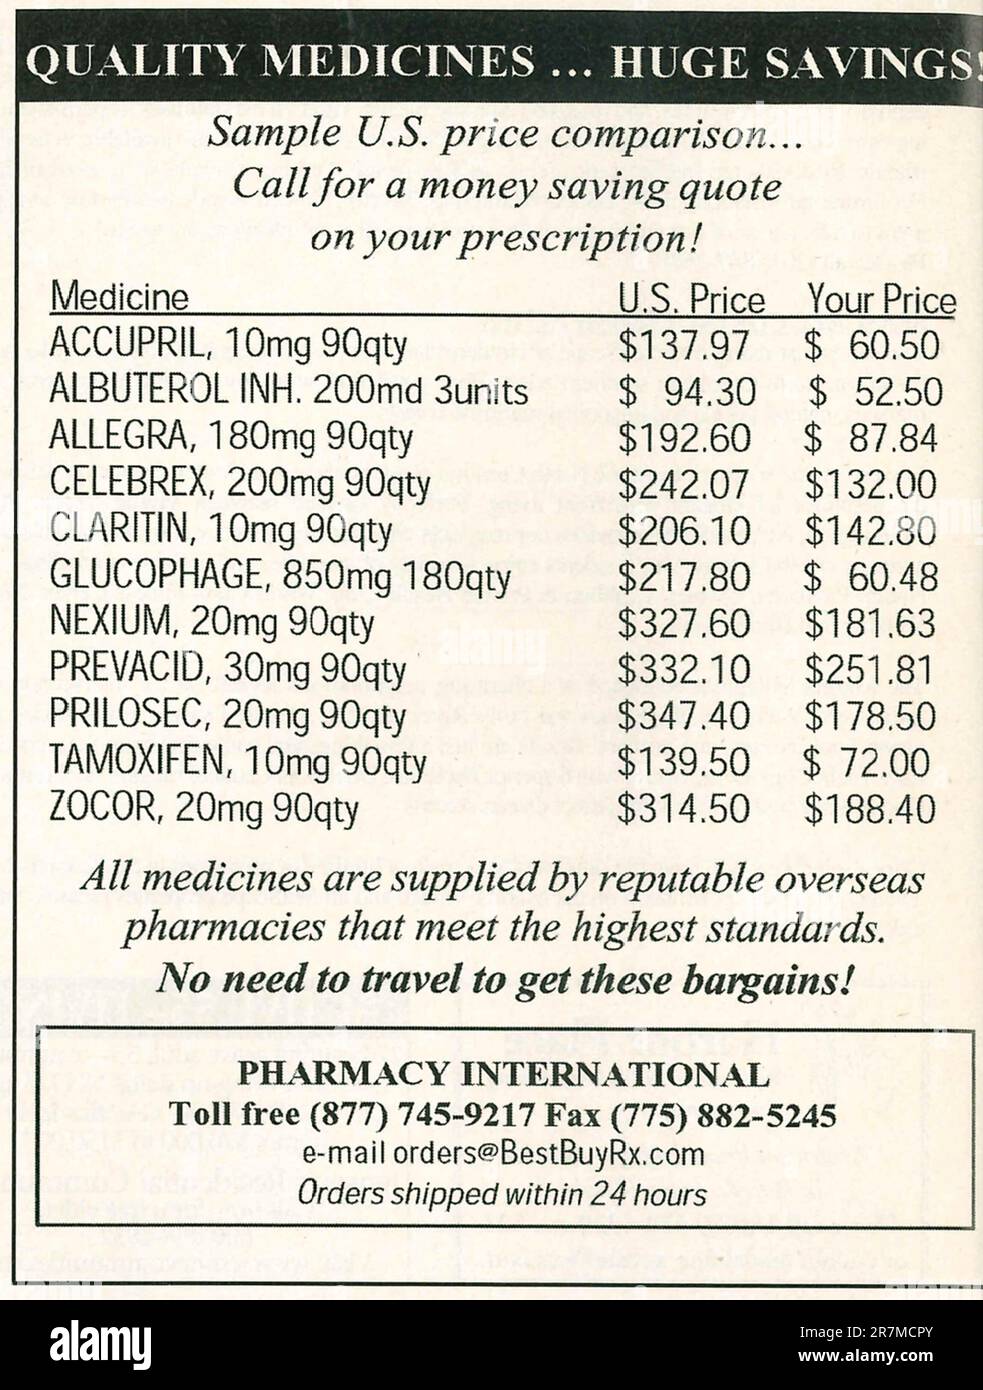 QUALITY MEDICINES ... HUGE SAVINGS!
Sample U.S. price comparison...
Call for a money saving quote
on your prescription!
Medicine U.S. Price Your Price
ACCUPRIL, 10mg 90qty $137.97 $ 60.50
ALBUTEROL INH. 200md 3units $ 94.30 $ 52.50
ALLEGRA, 180mg 90qty $192.60 $ 87.84
CELEBREX, 200mg 90qty $242.07 $132.00
CLARITIN, 10mg 90qty $206.10 $142.80
GLUCOPHAGE, 850mg 180qty $217.80 $ 60.48
NEXIUM, 20mg 90qty $327.60 $181.63
PREVACID, 30mg 90qty $332.10 $251.81
PRILOSEC, 20mg 90qty $347.40 $178.50
TAMOXIFEN, 10mg 90qty $139.50 $ 72.00
ZOCOR, 20mg 90qty $314.50 $188.40
All medicines are supplied by reputable overseas
pharmacies that meet the highest standards.
No need to travel to get these bargains!
PHARMACY INTERNATIONAL
Toll free (877) 745-9217 Fax (775) 882-5245
e-mail orders@BestBuyRx.com
Orders shipped within 24 hours
alamy
Image ID: 2R7MCPY
www.alamy.com